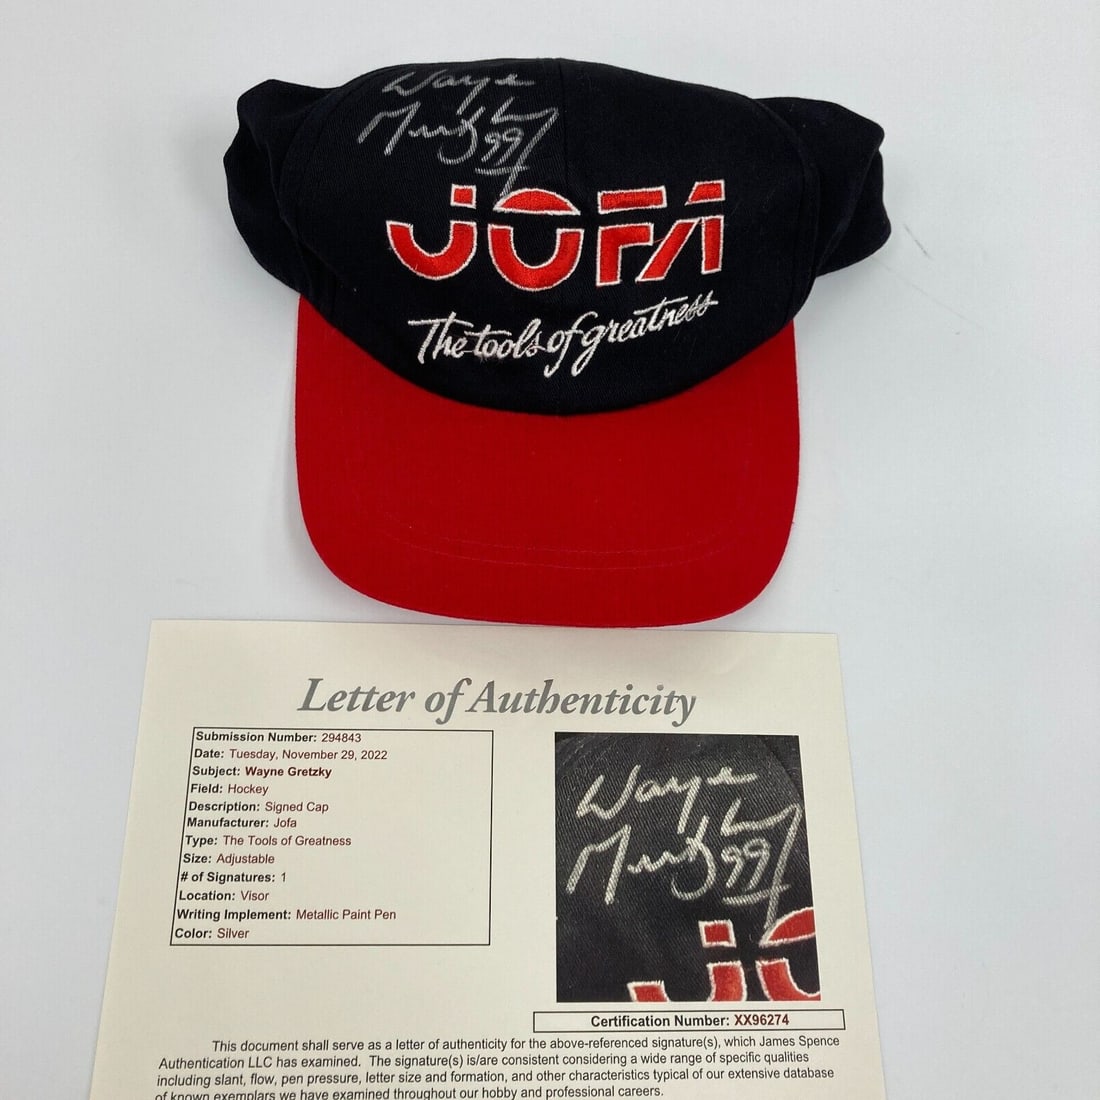 Wayne
Gretzky 99
JOFA
The tools of greatness
Letter of Authenticity
Submission Number: 294843
Date: Tuesday, November 29, 2022
Subject: Wayne Gretzky
Field: Hockey
Description: Signed Cap
Manufacturer: Jofa
Type: The Tools of Greatness
Size: Adjustable
# of Signatures: 1
Location: Visor
Writing Implement: Metallic Paint Pen
Color: Silver
Wayne
Gretzky 99
JO
Certification Number: XX96274
This document shall serve as a letter of authenticity for the above-referenced signature(s), which James Spence
Authentication LLC has examined. The signature(s) is/are consistent considering a wide range of specific qualities
including slant, flow, pen pressure, letter size and formation, and other characteristics typical of our extensive database
of known exemplars we have examined throughout our hobby and professional careers.